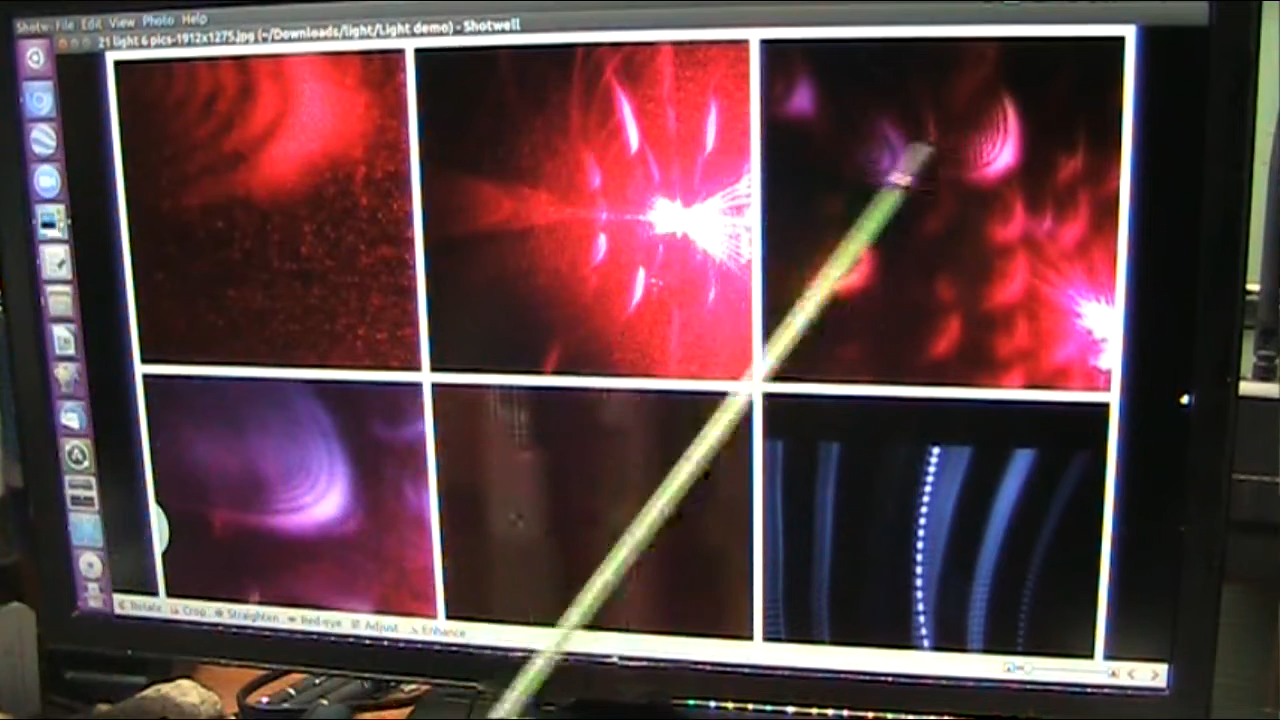 Shotw File Edit View Photo Help
21 light 6 pics-1912x1275.jpg (~/Downloads/light/Light demo) - Shotwell
Rotate Crop Straighten Red-eye Adjust Enhance